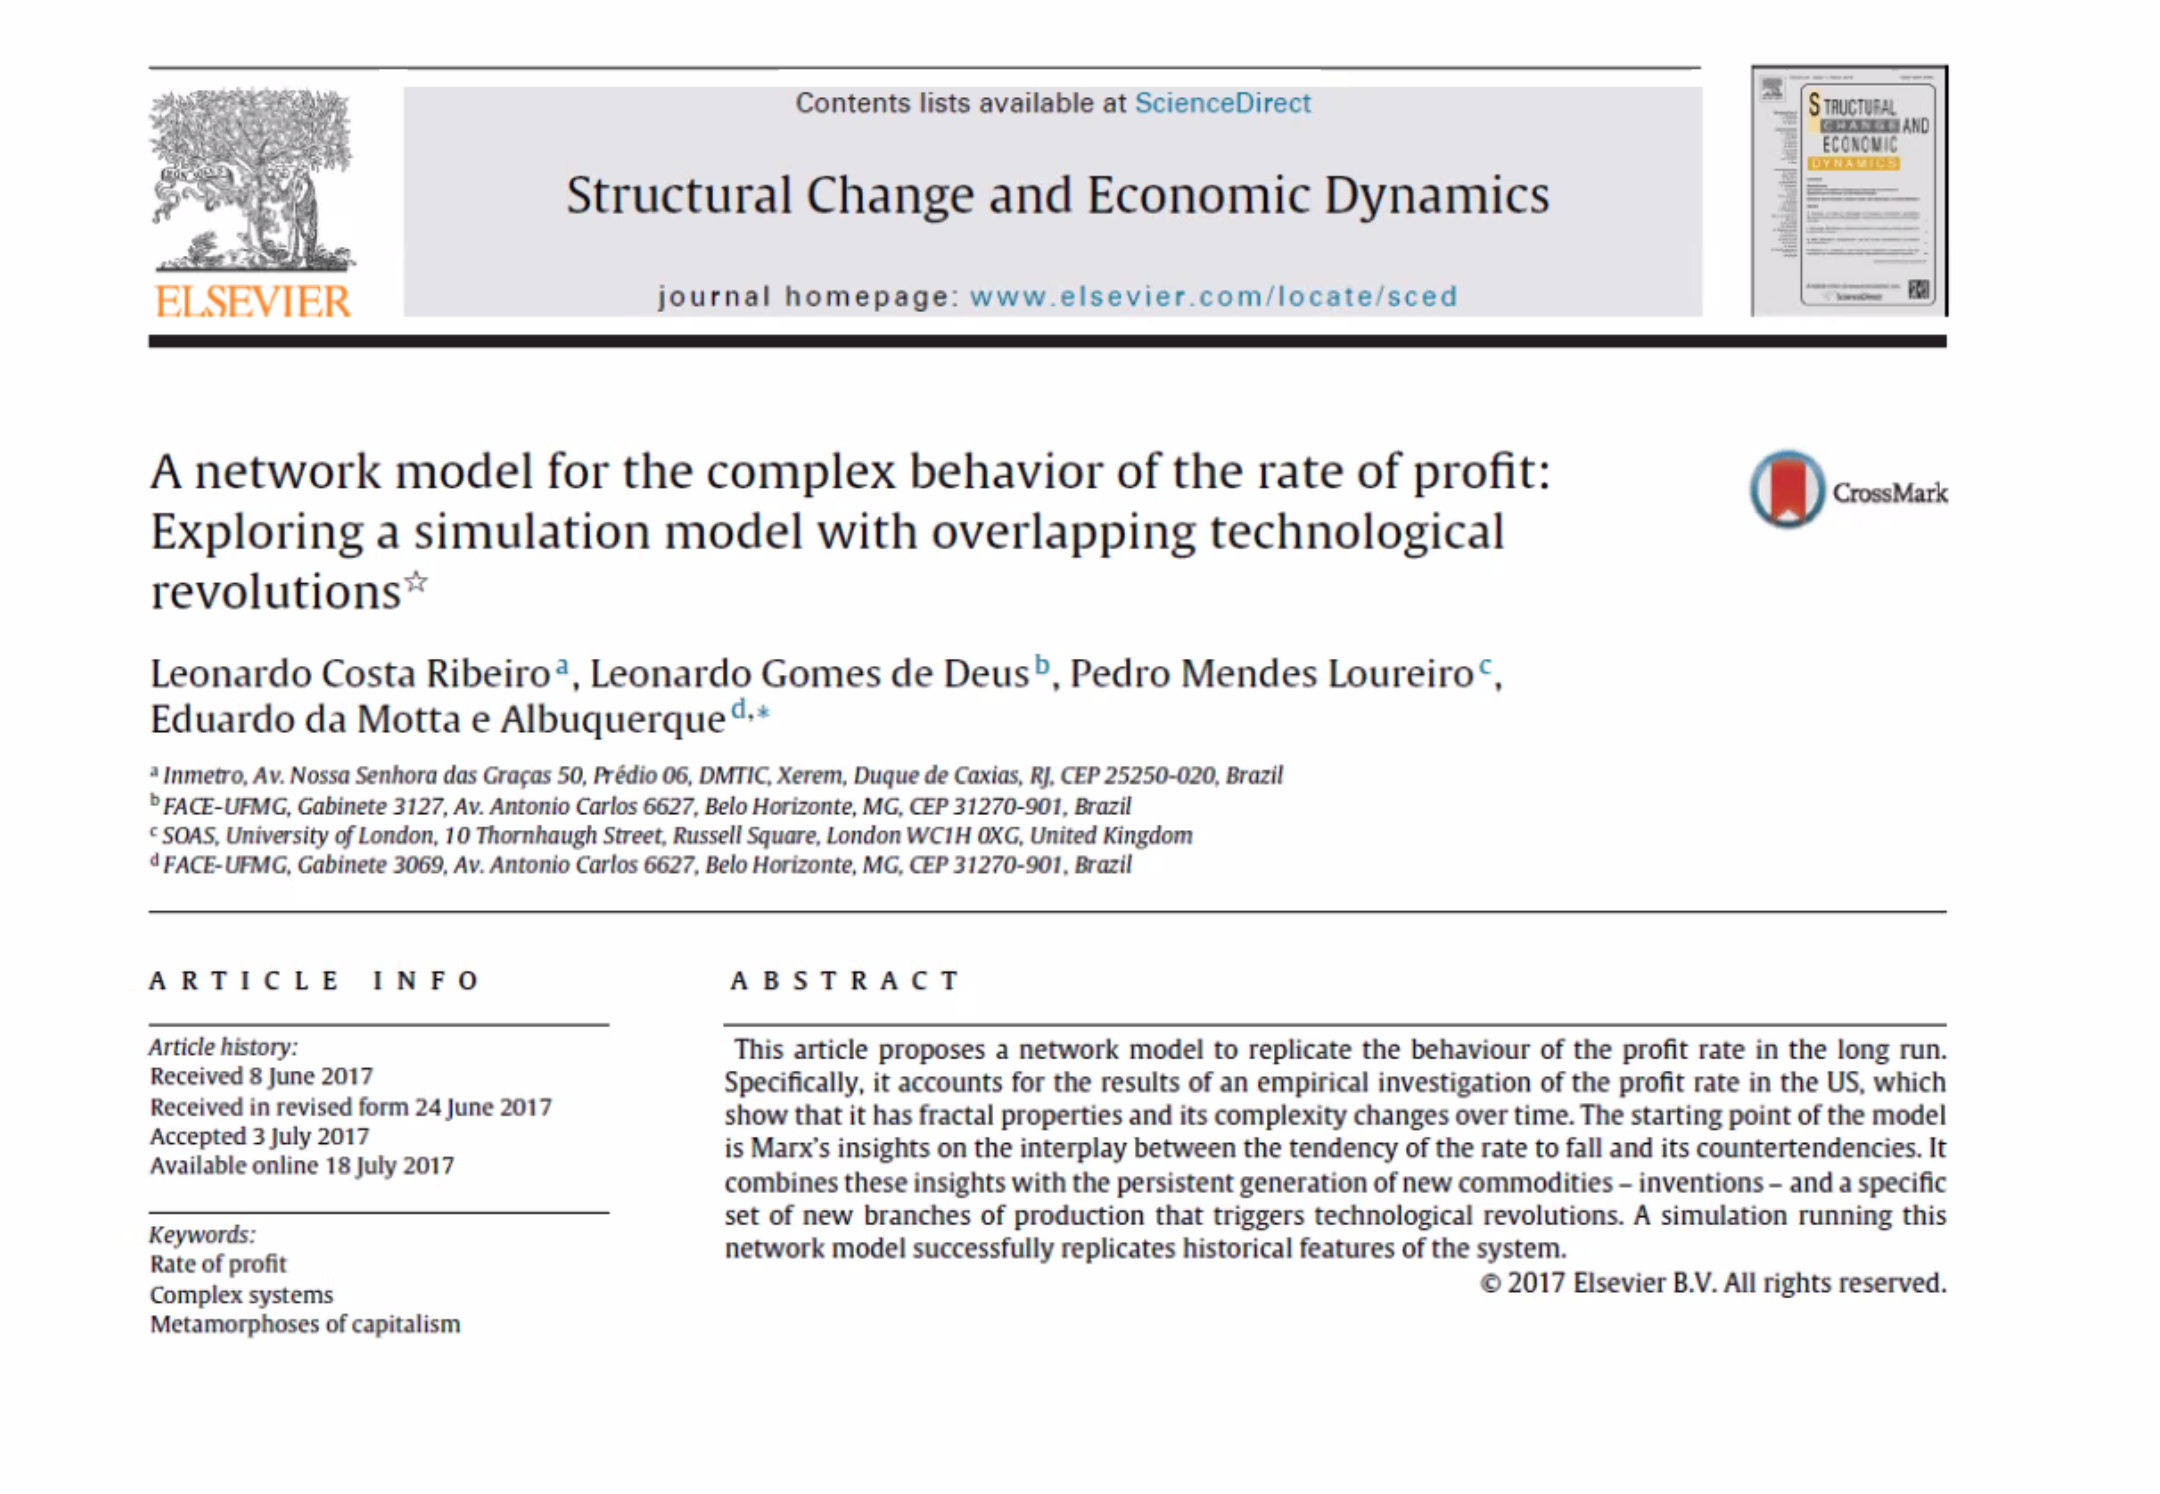 Contents lists available at ScienceDirect
Structural Change and Economic Dynamics
journal homepage: www.elsevier.com/locate/sced
ELSEVIER
STRUCTURAL
CHANGE AND
ECONOMIC
DYNAMICS
A network model for the complex behavior of the rate of profit:
Exploring a simulation model with overlapping technological
revolutions☆
CrossMark
Leonardo Costa Ribeiro a, Leonardo Gomes de Deus b, Pedro Mendes Loureiro c,
Eduardo da Motta e Albuquerque d,*
a Inmetro, Av. Nossa Senhora das Graças 50, Prédio 06, DMTIC, Xerem, Duque de Caxias, RJ, CEP 25250-020, Brazil
b FACE-UFMG, Gabinete 3127, Av. Antonio Carlos 6627, Belo Horizonte, MG, CEP 31270-901, Brazil
c SOAS, University of London, 10 Thornhaugh Street, Russell Square, London WC1H 0XG, United Kingdom
d FACE-UFMG, Gabinete 3069, Av. Antonio Carlos 6627, Belo Horizonte, MG, CEP 31270-901, Brazil
ARTICLE INFO
Article history:
Received 8 June 2017
Received in revised form 24 June 2017
Accepted 3 July 2017
Available online 18 July 2017
Keywords:
Rate of profit
Complex systems
Metamorphoses of capitalism
ABSTRACT
This article proposes a network model to replicate the behaviour of the profit rate in the long run.
Specifically, it accounts for the results of an empirical investigation of the profit rate in the US, which
show that it has fractal properties and its complexity changes over time. The starting point of the model
is Marx's insights on the interplay between the tendency of the rate to fall and its countertendencies. It
combines these insights with the persistent generation of new commodities – inventions – and a specific
set of new branches of production that triggers technological revolutions. A simulation running this
network model successfully replicates historical features of the system.
© 2017 Elsevier B.V. All rights reserved.